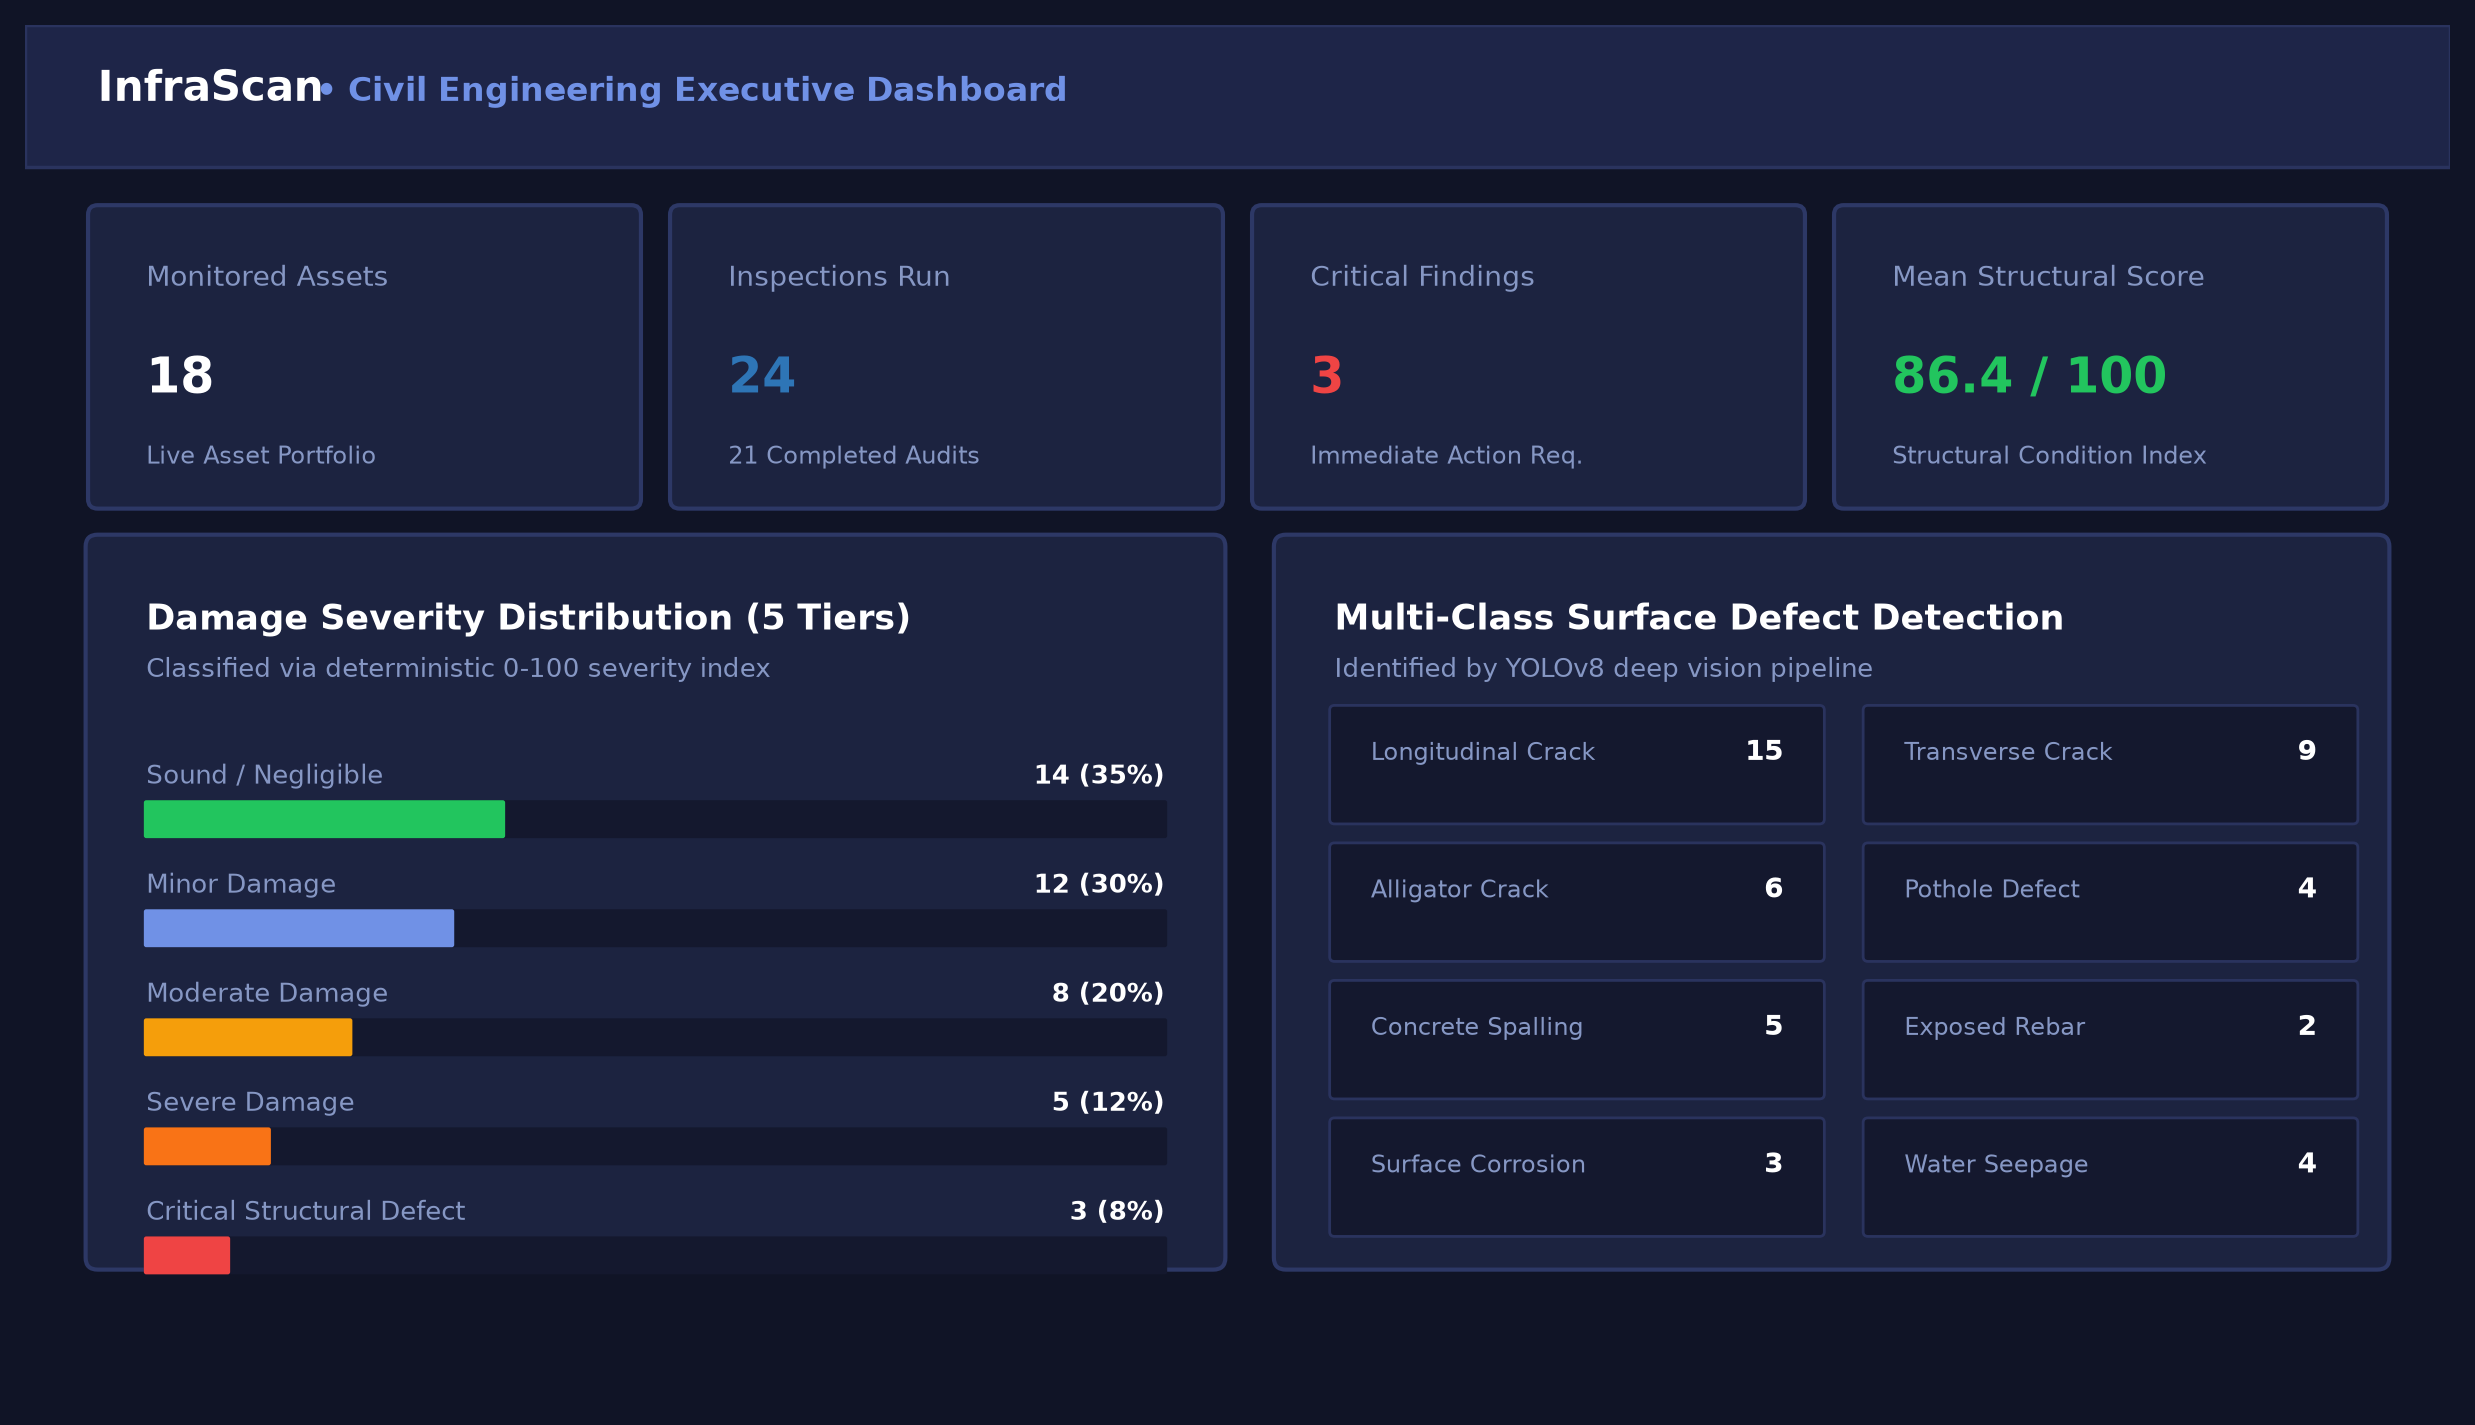 InfraScan • Civil Engineering Executive Dashboard
Monitored Assets
18
Live Asset Portfolio
Inspections Run
24
21 Completed Audits
Critical Findings
3
Immediate Action Req.
Mean Structural Score
86.4 / 100
Structural Condition Index
Damage Severity Distribution (5 Tiers)
Classified via deterministic 0-100 severity index
Sound / Negligible 14 (35%)
Minor Damage 12 (30%)
Moderate Damage 8 (20%)
Severe Damage 5 (12%)
Critical Structural Defect 3 (8%)
Multi-Class Surface Defect Detection
Identified by YOLOv8 deep vision pipeline
Longitudinal Crack 15
Transverse Crack 9
Alligator Crack 6
Pothole Defect 4
Concrete Spalling 5
Exposed Rebar 2
Surface Corrosion 3
Water Seepage 4